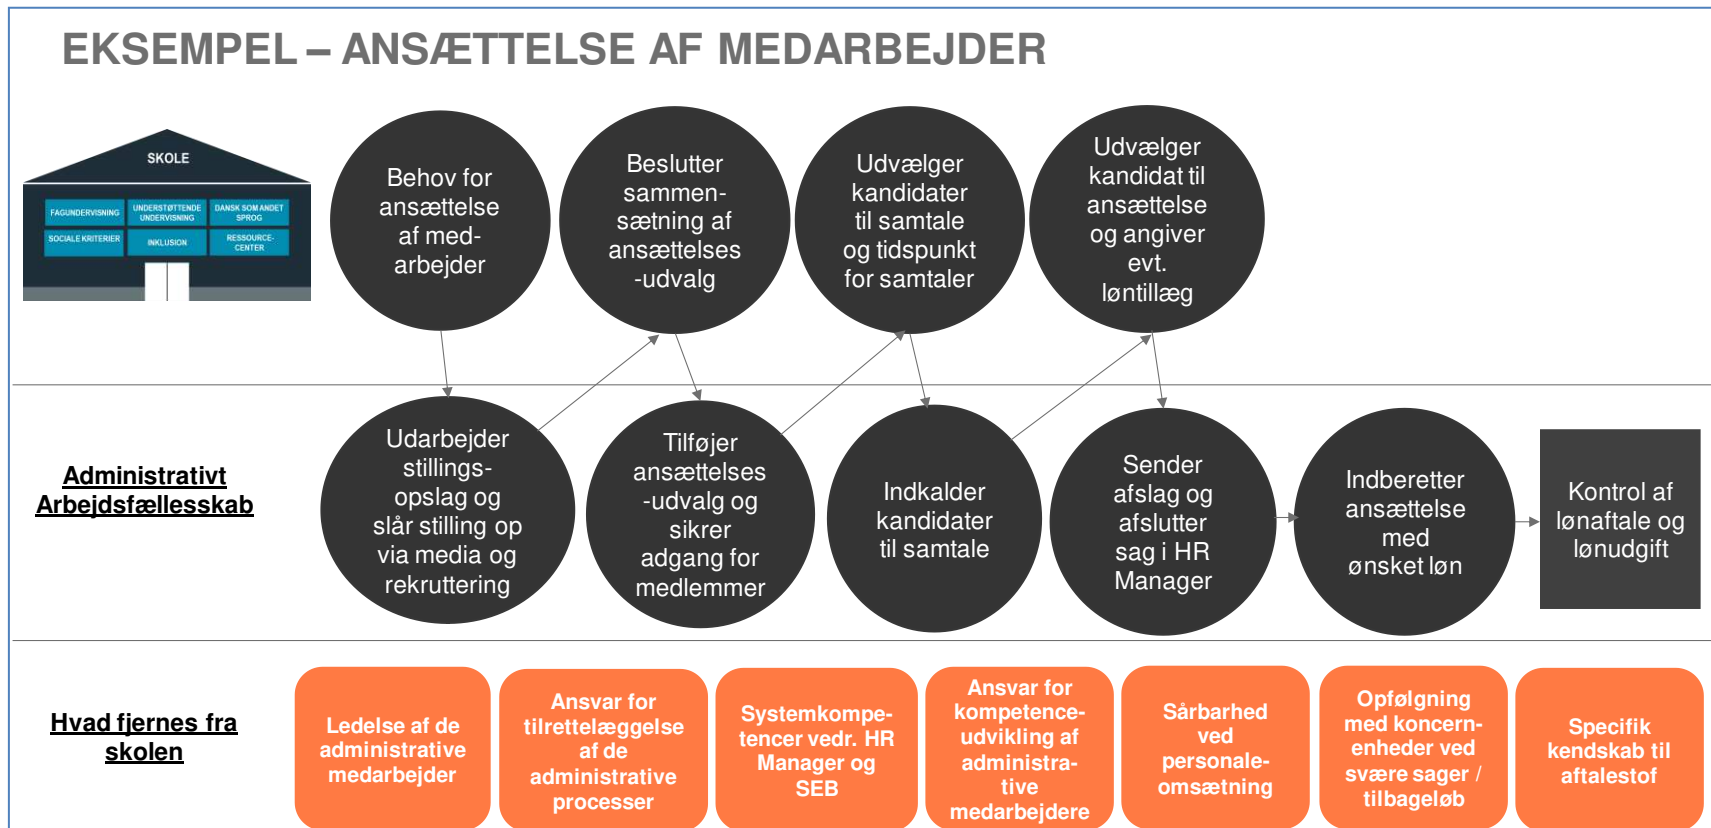 EKSEMPEL – ANSÆTTELSE AF MEDARBEJDER
SKOLE
FAGUNDERVISNING
UNDERSTØTTENDE
UNDERVISNING
DANSK SOM ANDET
SPROG
SOCIALE KRITERIER
INKLUSION
RESSOURCE-
CENTER
Behov for
ansættelse
af med-
arbejder
Beslutter
sammen-
sætning af
ansættelses
-udvalg
Udvælger
kandidater
til samtale
og tidspunkt
for samtaler
Udvælger
kandidat til
ansættelse
og angiver
evt.
løntillæg
Administrativt
Arbejdsfællesskab
Udarbejder
stillings-
opslag og
slår stilling op
via media og
rekruttering
Tilføjer
ansættelses
-udvalg og
sikrer
adgang for
medlemmer
Indkalder
kandidater
til samtale
Sender
afslag og
afslutter
sag i HR
Manager
Indberetter
ansættelse
med
ønsket løn
Kontrol af
lønaftale og
lønudgift
Hvad fjernes fra
skolen
Ledelse af de
administrative
medarbejder
Ansvar for
tilrettelæggelse
af de
administrative
processer
Systemkompe-
tencer vedr. HR
Manager og
SEB
Ansvar for
kompetence-
udvikling af
administra-
tive
medarbejdere
Sårbarhed
ved
personale-
omsætning
Opfølgning
med koncern-
enheder ved
svære sager /
tilbageløb
Specifik
kendskab til
aftalestof